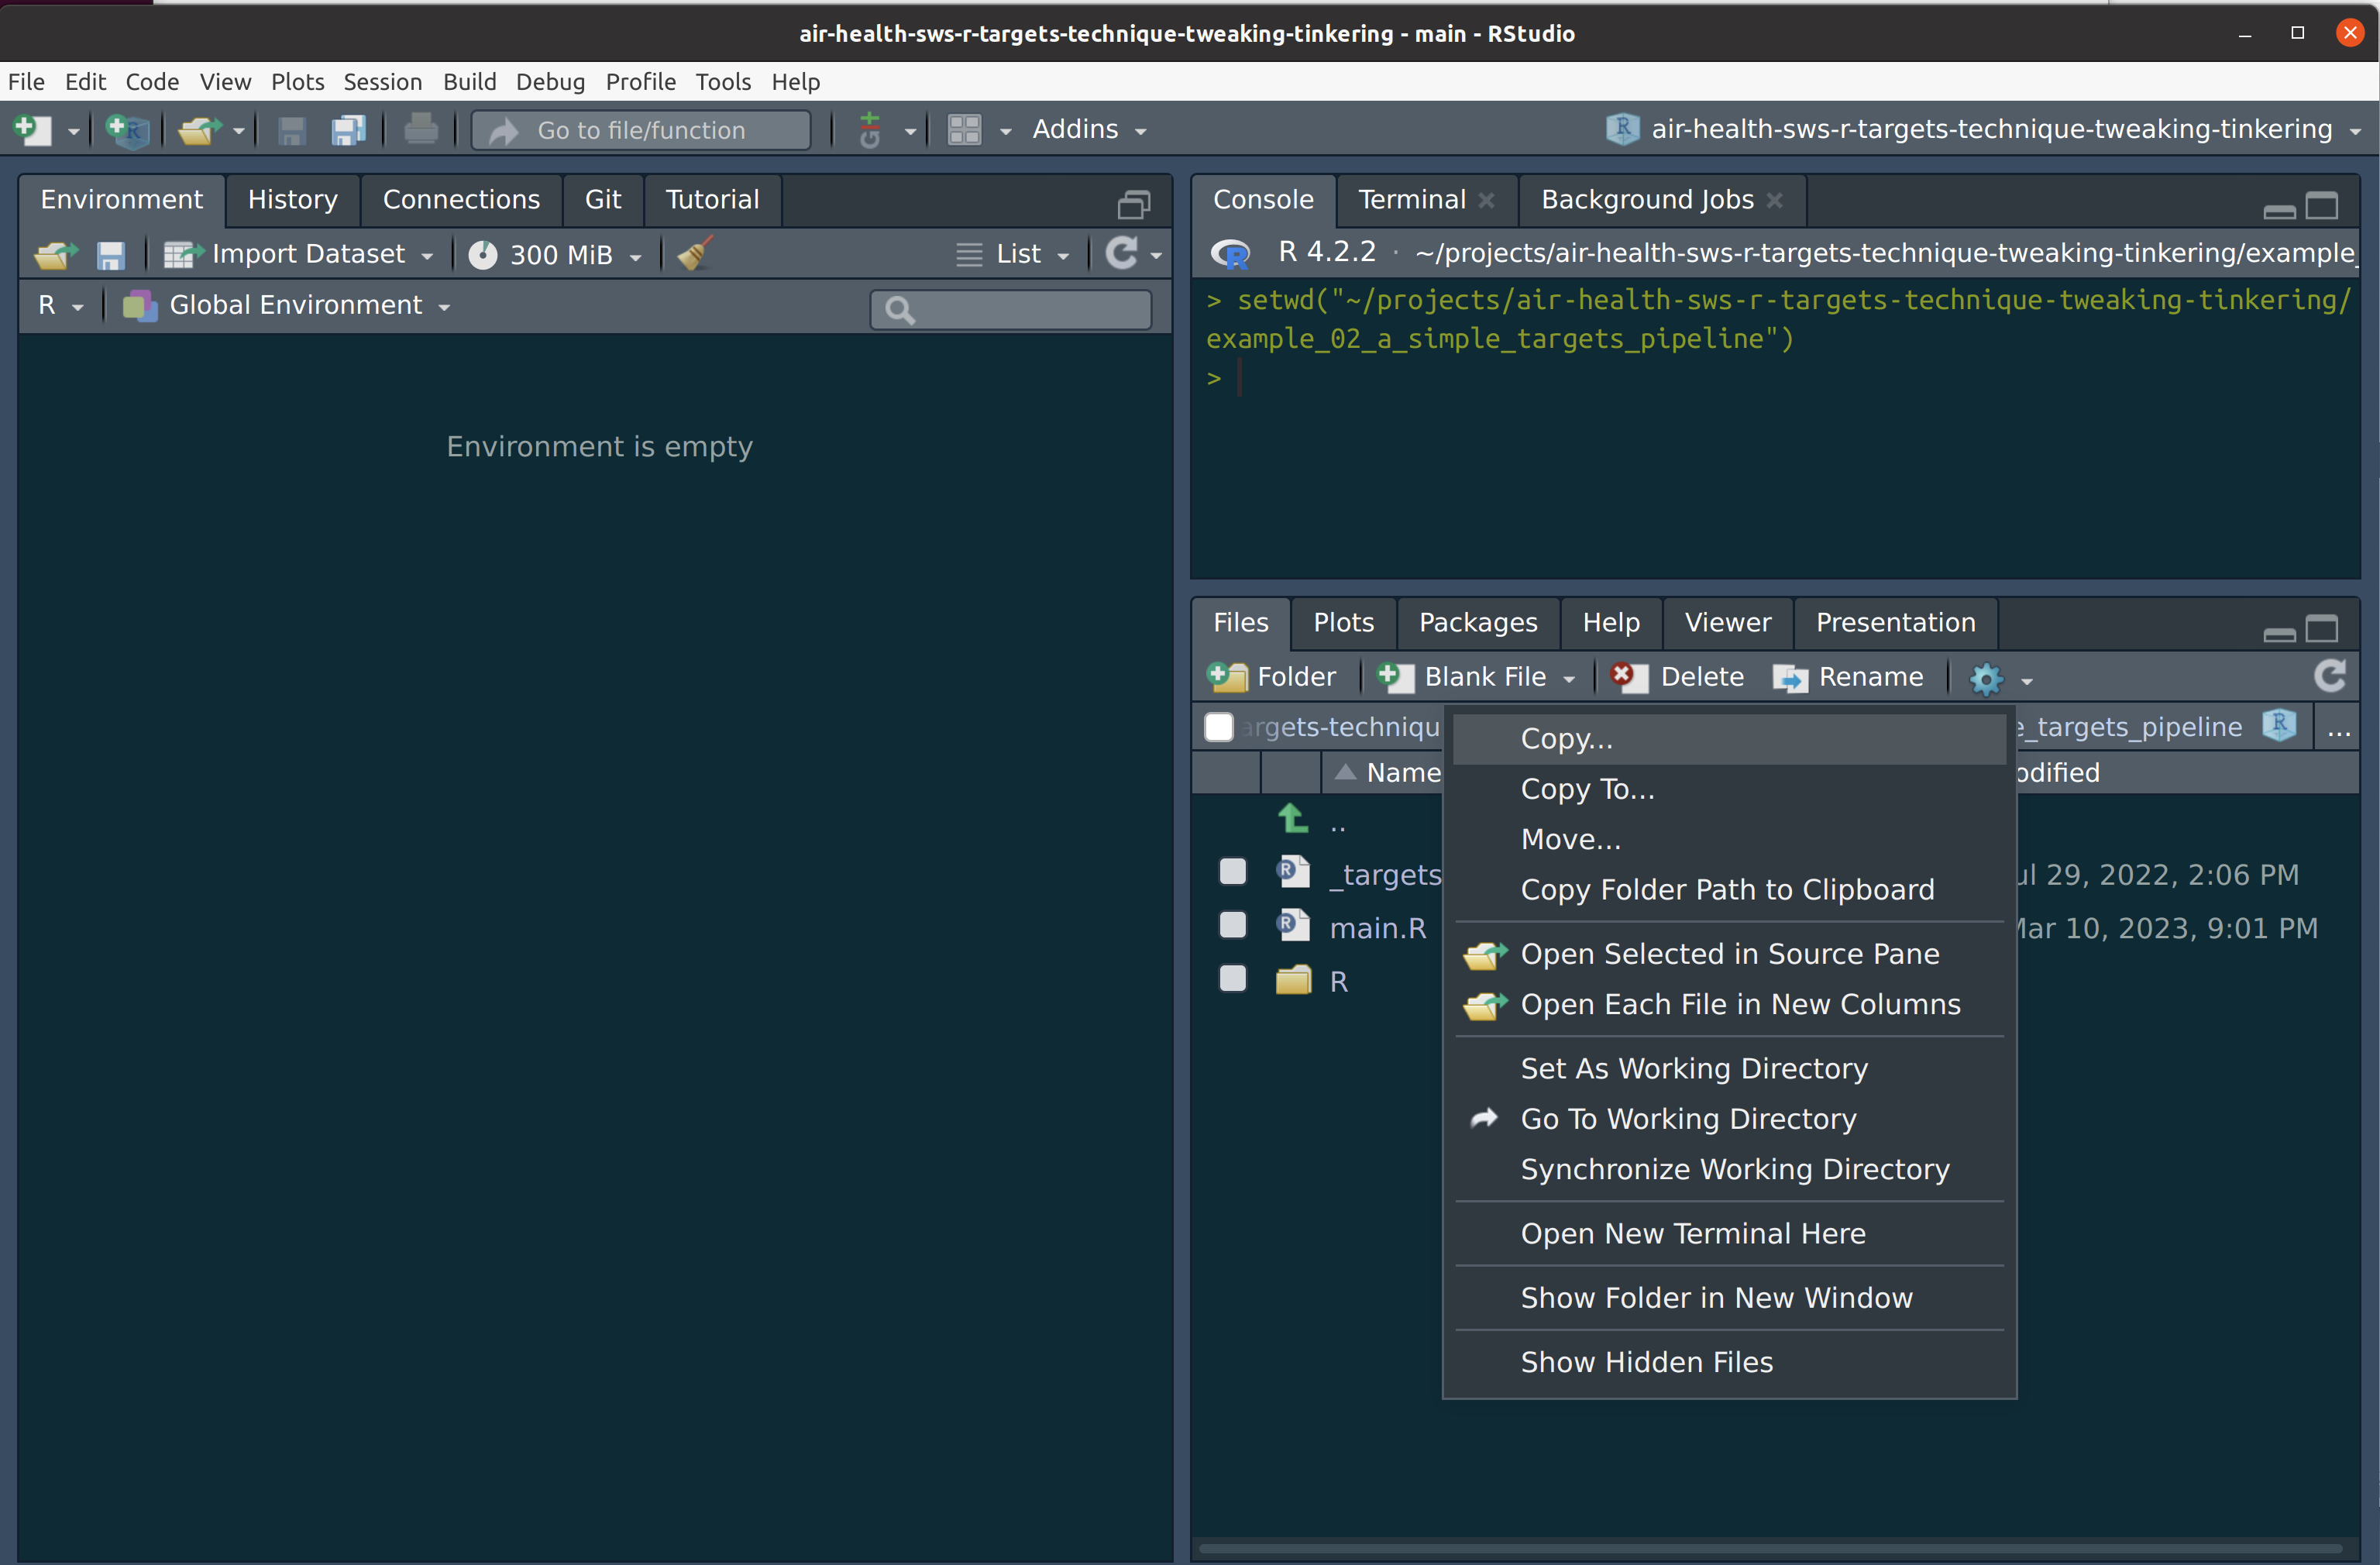 air-health-sws-r-targets-technique-tweaking-tinkering - main - RStudio
File Edit Code View Plots Session Build Debug Profile Tools Help
Go to file/function Addins air-health-sws-r-targets-technique-tweaking-tinkering
Environment History Connections Git Tutorial
Import Dataset 300 MiB List
R Global Environment
Environment is empty
Console Terminal Background Jobs
R 4.2.2 · ~/projects/air-health-sws-r-targets-technique-tweaking-tinkering/example_
> setwd("~/projects/air-health-sws-r-targets-technique-tweaking-tinkering/
example_02_a_simple_targets_pipeline")
>
Files Plots Packages Help Viewer Presentation
Folder Blank File Delete Rename
argets-techniqu e_targets_pipeline ...
Name odified
..
_targets ul 29, 2022, 2:06 PM
main.R Mar 10, 2023, 9:01 PM
R
Copy...
Copy To...
Move...
Copy Folder Path to Clipboard
Open Selected in Source Pane
Open Each File in New Columns
Set As Working Directory
Go To Working Directory
Synchronize Working Directory
Open New Terminal Here
Show Folder in New Window
Show Hidden Files